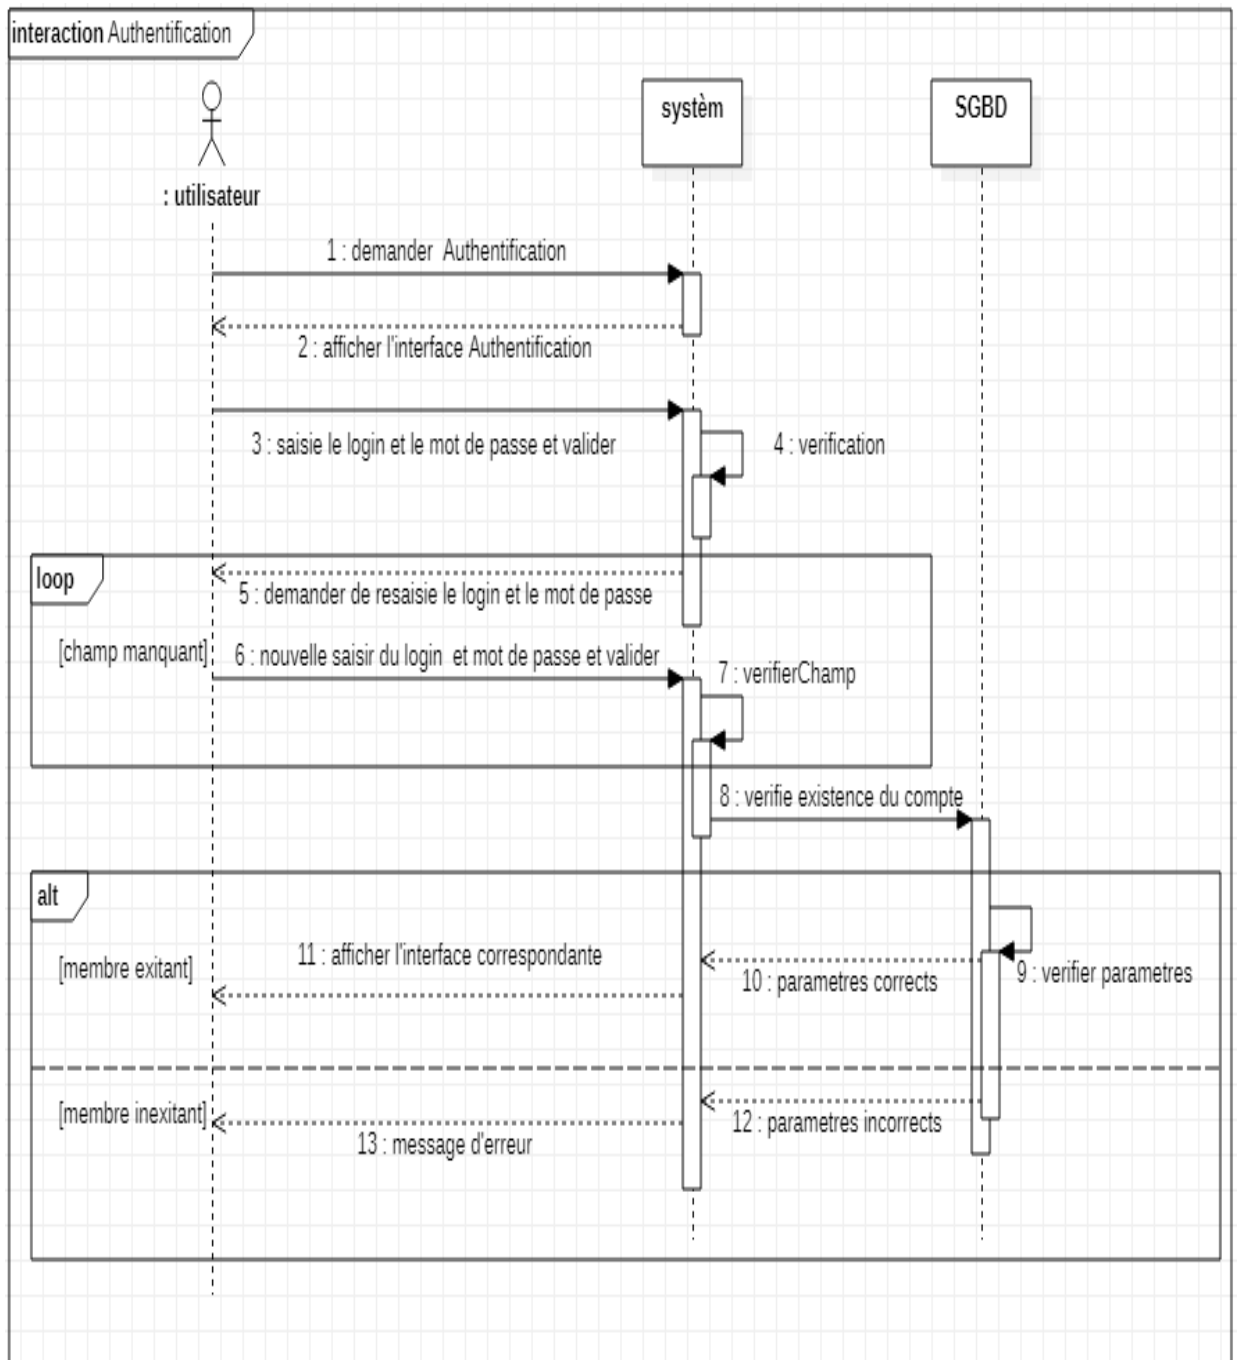 interaction Authentification
systèm
SGBD
: utilisateur
1 : demander  Authentification
2 : afficher l'interface Authentification
3 : saisie le login et le mot de passe et valider
4 : verification
loop
5 : demander de resaisie le login et le mot de passe
[champ manquant]
6 : nouvelle saisir du login  et mot de passe et valider
7 : verifierChamp
8 : verifie existence du compte
alt
11 : afficher l'interface correspondante
[membre exitant]
10 : parametres corrects
9 : verifier parametres
[membre inexitant]
12 : parametres incorrects
13 : message d'erreur